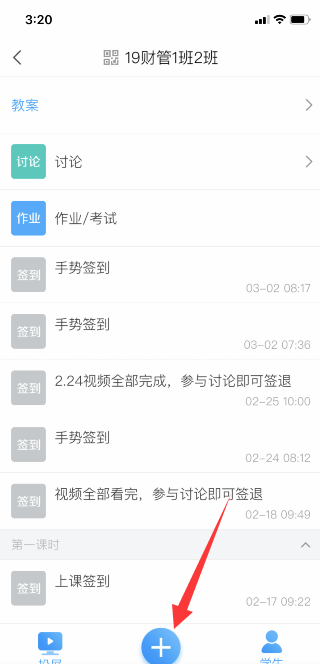 3:20
19财管1班2班
教案
讨论 讨论
作业 作业/考试
签到 手势签到
03-02 08:17
签到 手势签到
03-02 07:36
签到 2.24视频全部完成，参与讨论即可签退
02-25 10:00
签到 手势签到
02-24 08:12
签到 视频全部看完，参与讨论即可签退
02-18 09:49
第一课时
签到 上课签到
02-17 09:22
投屏 学生